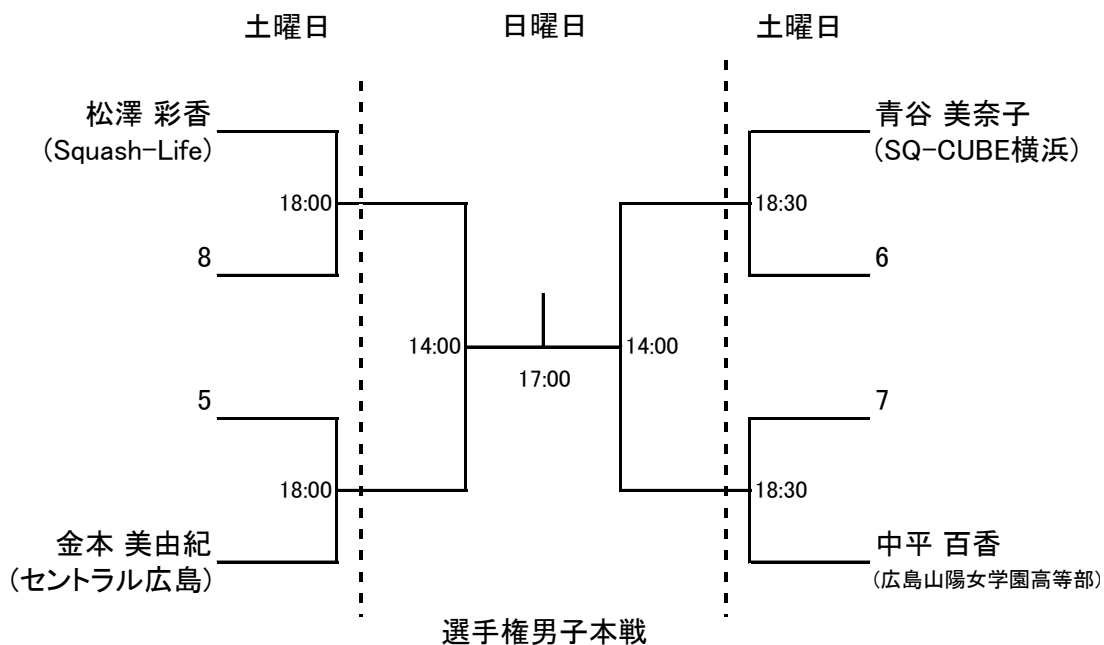 土曜日
日曜日
土曜日
松澤 彩香
(Squash-Life)
18:00
8
14:00
5
18:00
金本 美由紀
(セントラル広島)
17:00
青谷 美奈子
(SQ-CUBE横浜)
18:30
6
14:00
7
18:30
中平 百香
(広島山陽女学園高等部)
選手権男子本戦